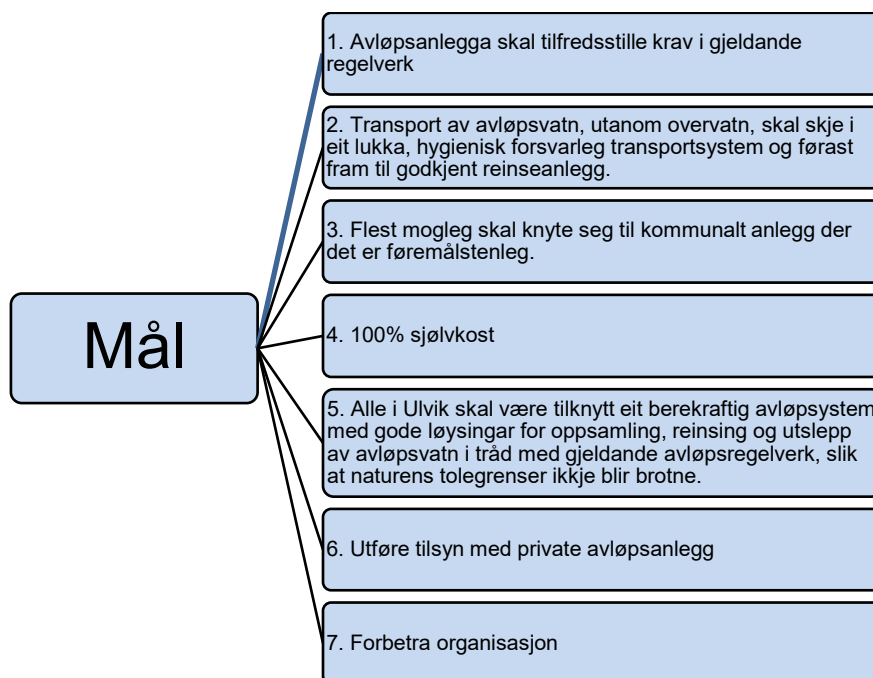 Mål
1. Avløpsanlegga skal tilfredsstille krav i gjeldande
regelverk
2. Transport av avløpsvatn, utanom overvatn, skal skje i
eit lukka, hygienisk forsvarleg transportsystem og førast
fram til godkjent reinseanlegg.
3. Flest mogleg skal knyte seg til kommunalt anlegg der
det er føremålstenleg.
4. 100% sjølvkost
5. Alle i Ulvik skal være tilknytt eit berekraftig avløpsystem
med gode løysingar for oppsamling, reinsing og utslepp
av avløpsvatn i tråd med gjeldande avløpsregelverk, slik
at naturens tolegrenser ikkje blir brotne.
6. Utføre tilsyn med private avløpsanlegg
7. Forbetra organisasjon